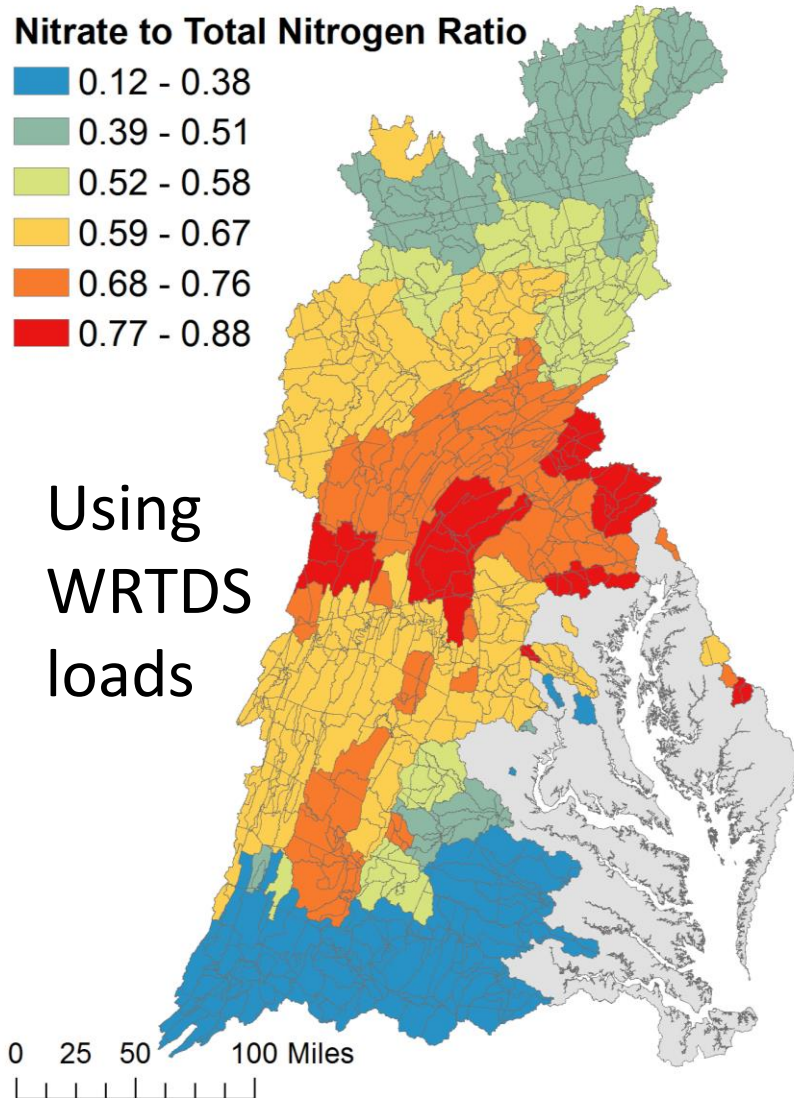 Nitrate to Total Nitrogen Ratio
0.12 - 0.38
0.39 - 0.51
0.52 - 0.58
0.59 - 0.67
0.68 - 0.76
0.77 - 0.88
Using
WRTDS
loads
0 25 50 100 Miles